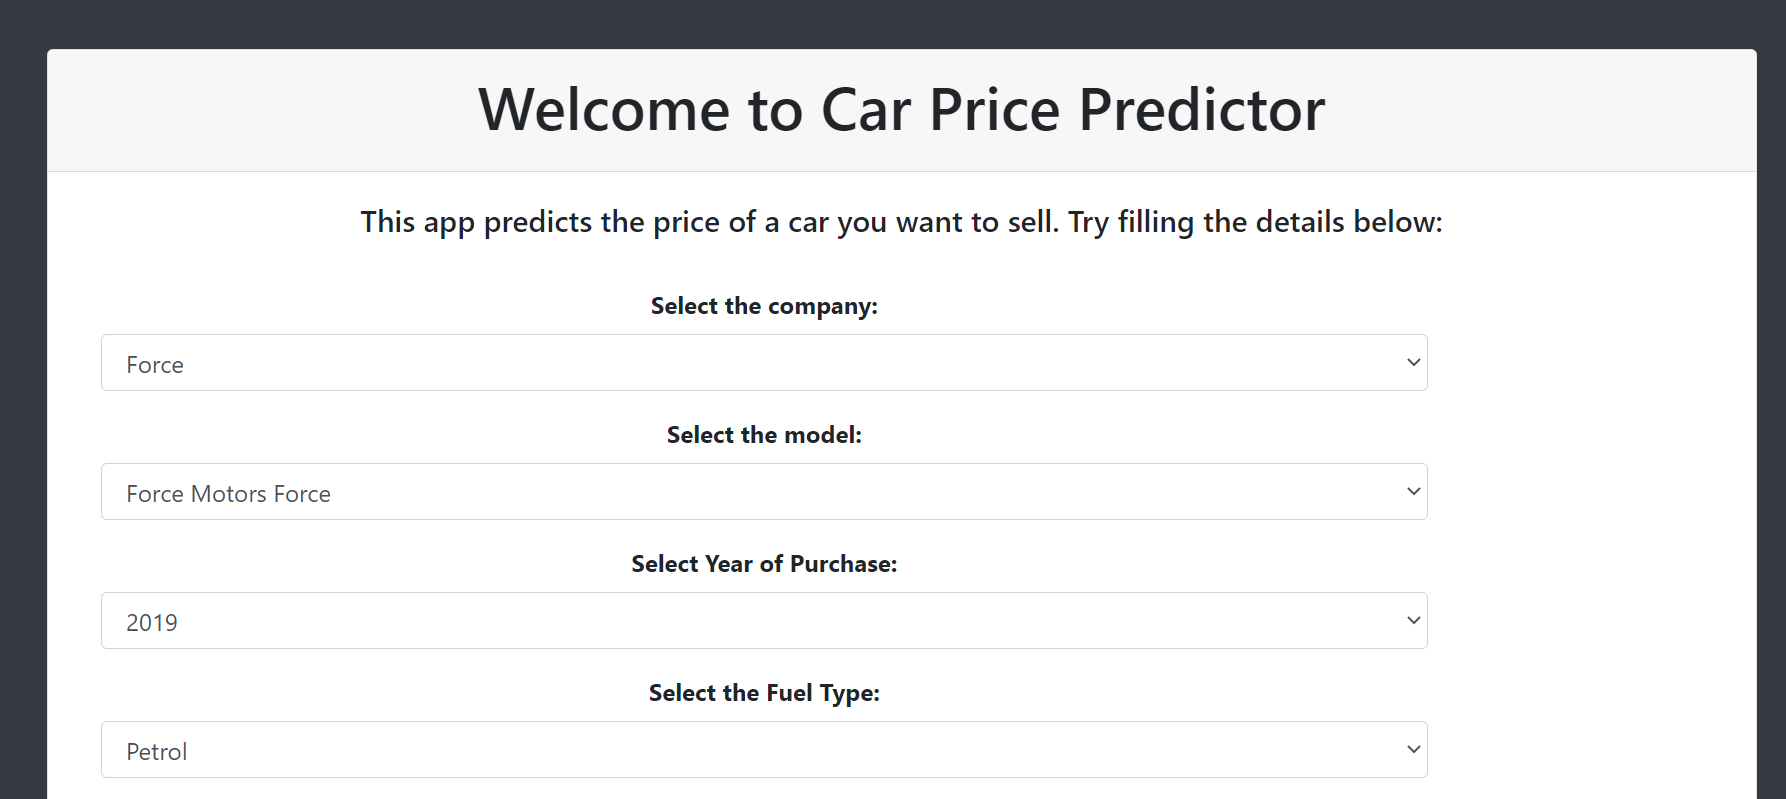 Welcome to Car Price Predictor
This app predicts the price of a car you want to sell. Try filling the details below:
Select the company:
Force
Select the model:
Force Motors Force
Select Year of Purchase:
2019
Select the Fuel Type:
Petrol